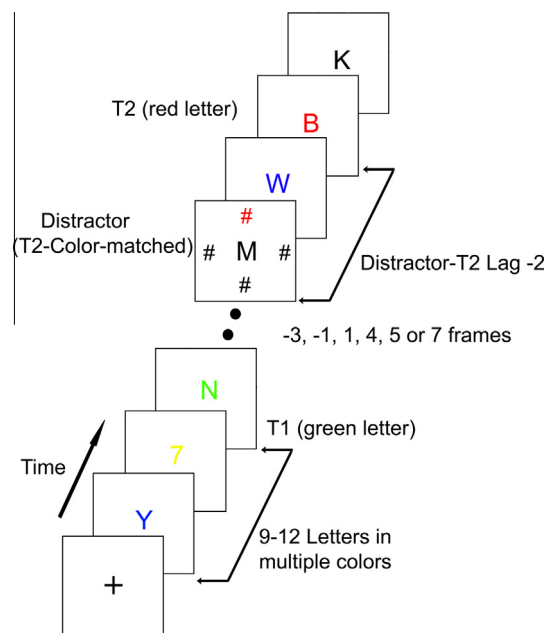 K
T2 (red letter)
B
W
Distractor
(T2-Color-matched)
#
# M #
#
Distractor-T2 Lag -2
-3, -1, 1, 4, 5 or 7 frames
N
T1 (green letter)
7
Time
Y
9-12 Letters in
multiple colors
+